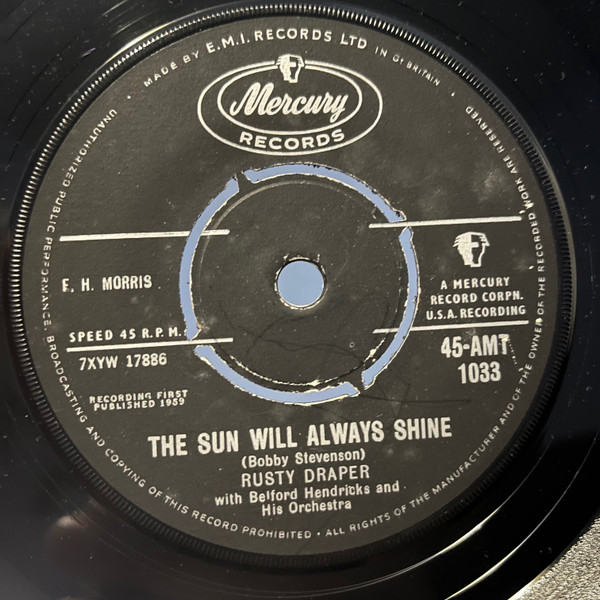 MADE BY E.M.I. RECORDS LTD IN GT BRITAIN
Mercury
RECORDS
F. H. MORRIS
A MERCURY
RECORD CORPN.
U.S.A. RECORDING
SPEED 45 R.P.M.
7XYW 17886
45-AMT
1033
RECORDING FIRST
PUBLISHED 1959
THE SUN WILL ALWAYS SHINE
(Bobby Stevenson)
RUSTY DRAPER
with Belford Hendricks and
His Orchestra
ALL RIGHTS OF THE MANUFACTURER AND OF THE OWNER OF THE RECORDED WORK ARE RESERVED
UNAUTHORIZED PUBLIC PERFORMANCE, BROADCASTING AND COPYING OF THIS RECORD PROHIBITED